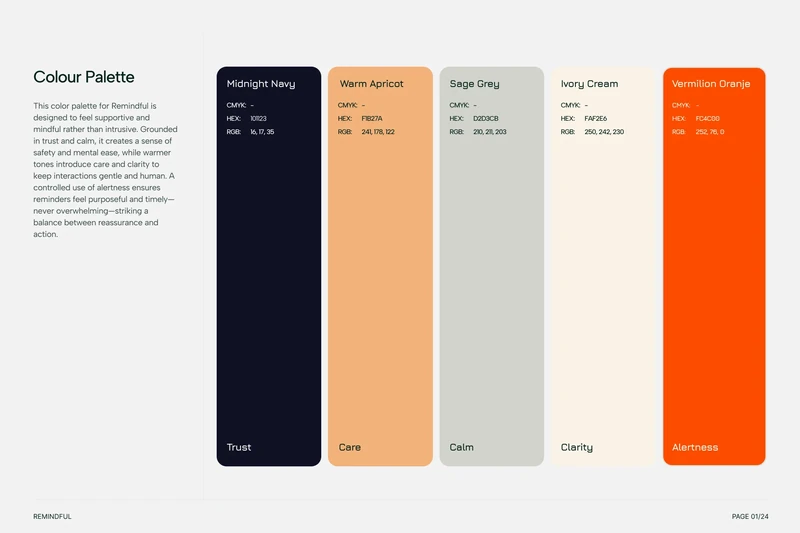 Colour Palette
This color palette for Remindful is
designed to feel supportive and
mindful rather than intrusive. Grounded
in trust and calm, it creates a sense of
safety and mental ease, while warmer
tones introduce care and clarity to
keep interactions gentle and human. A
controlled use of alertness ensures
reminders feel purposeful and timely—
never overwhelming—striking a
balance between reassurance and
action.
Midnight Navy
CMYK: -
HEX: 101123
RGB: 16, 17, 35
Trust
Warm Apricot
CMYK: -
HEX: F1B27A
RGB: 241, 178, 122
Care
Sage Grey
CMYK: -
HEX: D2D3CB
RGB: 210, 211, 203
Calm
Ivory Cream
CMYK: -
HEX: FAF2E6
RGB: 250, 242, 230
Clarity
Vermilion Oranje
CMYK: -
HEX: FC4C00
RGB: 252, 76, 0
Alertness
REMINDFUL
PAGE 01/24